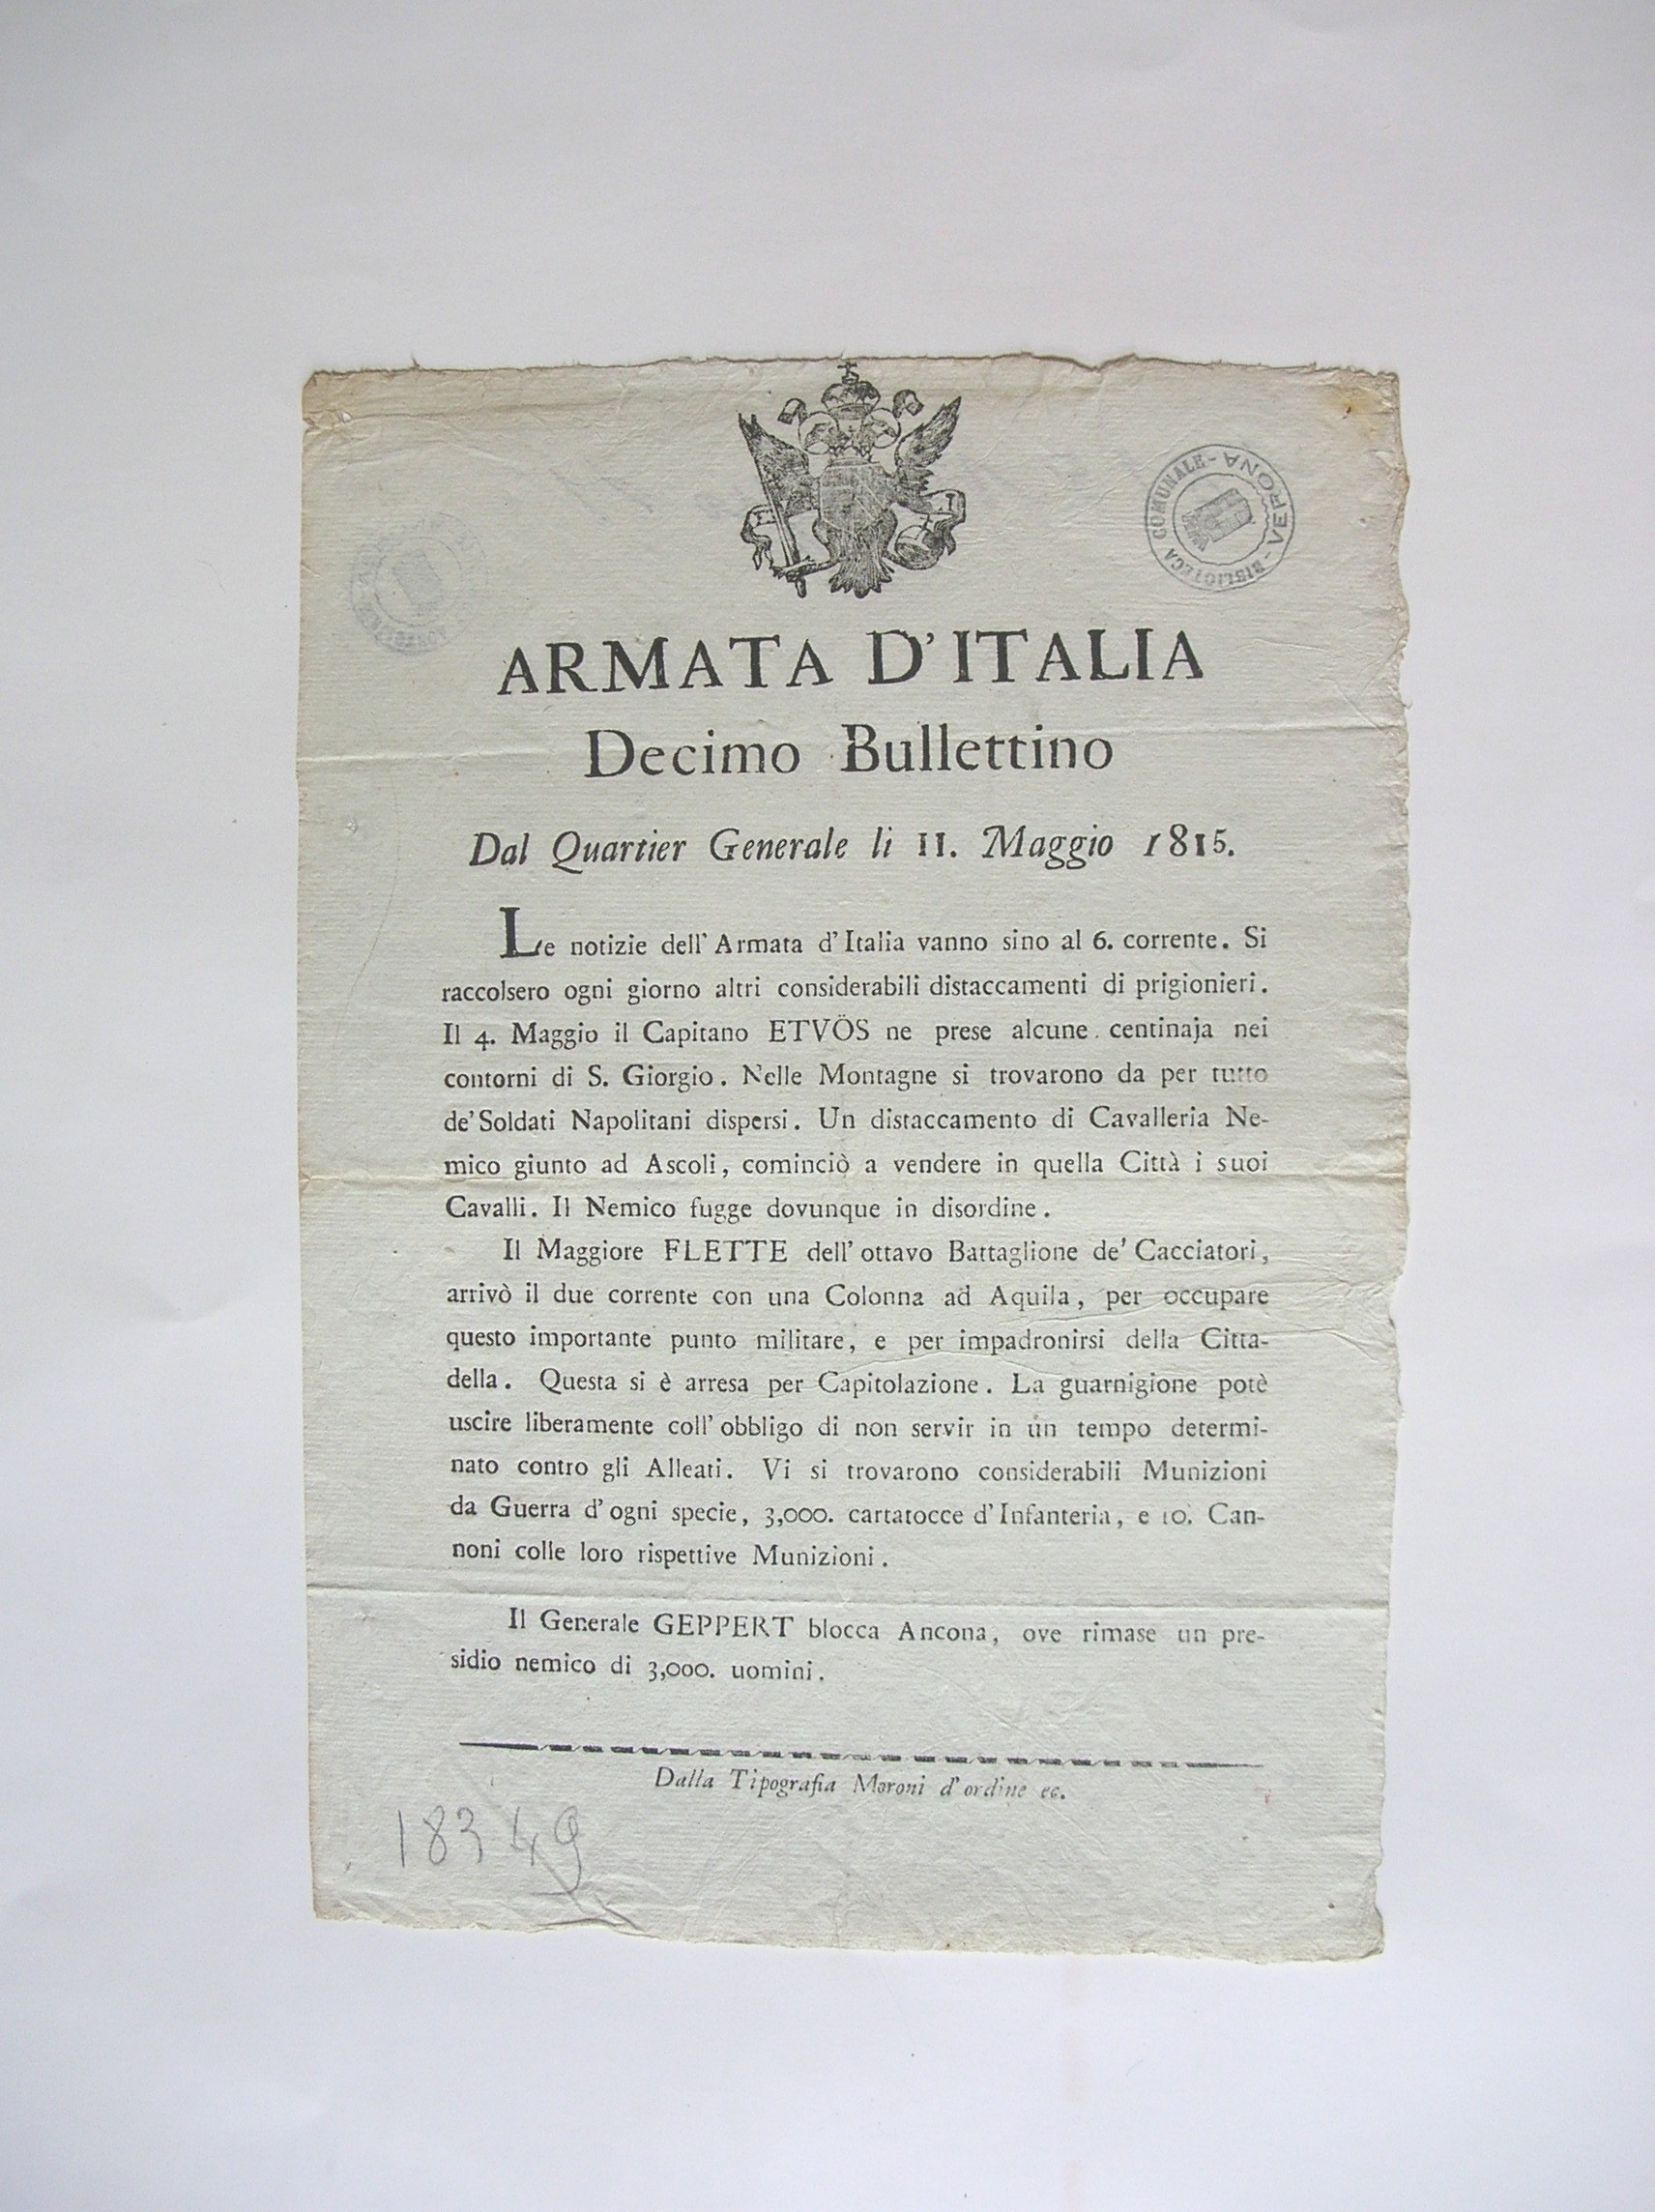 BIBLIOTECA COMUNALE - VERONA -
ARMATA D'ITALIA
Decimo Bullettino
Dal Quartier Generale li 11. Maggio 1815.
Le notizie dell' Armata d'Italia vanno sino al 6. corrente. Si
raccolsero ogni giorno altri considerabili distaccamenti di prigionieri.
Il 4. Maggio il Capitano ETVÖS ne prese alcune centinaja nei
contorni di S. Giorgio. Nelle Montagne si trovarono da per tutto
de' Soldati Napolitani dispersi. Un distaccamento di Cavalleria Ne-
mico giunto ad Ascoli, cominciò a vendere in quella Città i suoi
Cavalli. Il Nemico fugge dovunque in disordine.
Il Maggiore FLETTE dell' ottavo Battaglione de' Cacciatori,
arrivò il due corrente con una Colonna ad Aquila, per occupare
questo importante punto militare, e per impadronirsi della Citta-
della. Questa si è arresa per Capitolazione. La guarnigione potè
uscire liberamente coll' obbligo di non servir in un tempo determi-
nato contro gli Alleati. Vi si trovarono considerabili Munizioni
da Guerra d' ogni specie, 3,000. cartatocce d' Infanteria, e 10. Can-
noni colle loro rispettive Munizioni.
Il Generale GEPPERT blocca Ancona, ove rimase un pre-
sidio nemico di 3,000. uomini.
Dalla Tipografia Moroni d' ordine ec.
18349